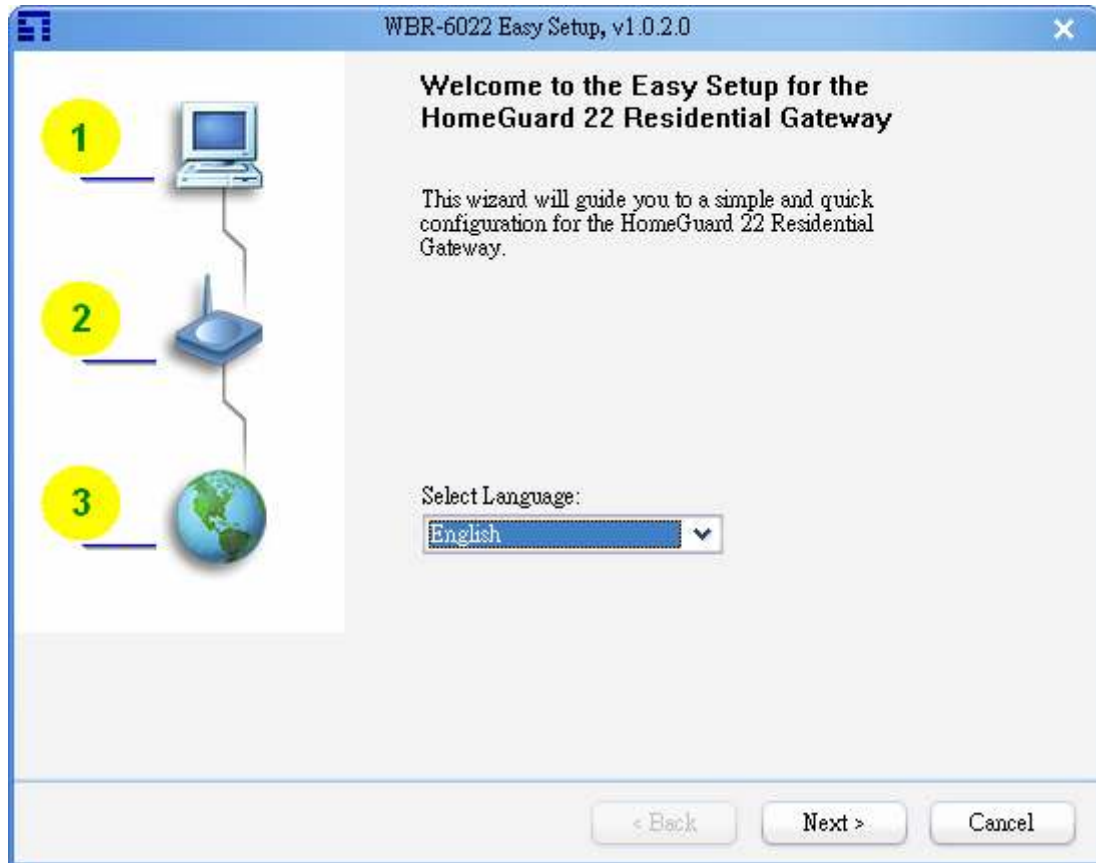 WBR-6022 Easy Setup, v1.0.2.0
Welcome to the Easy Setup for the
HomeGuard 22 Residential Gateway
1
This wizard will guide you to a simple and quick
configuration for the HomeGuard 22 Residential
Gateway.
2
3
Select Language:
English
< Back
Next >
Cancel